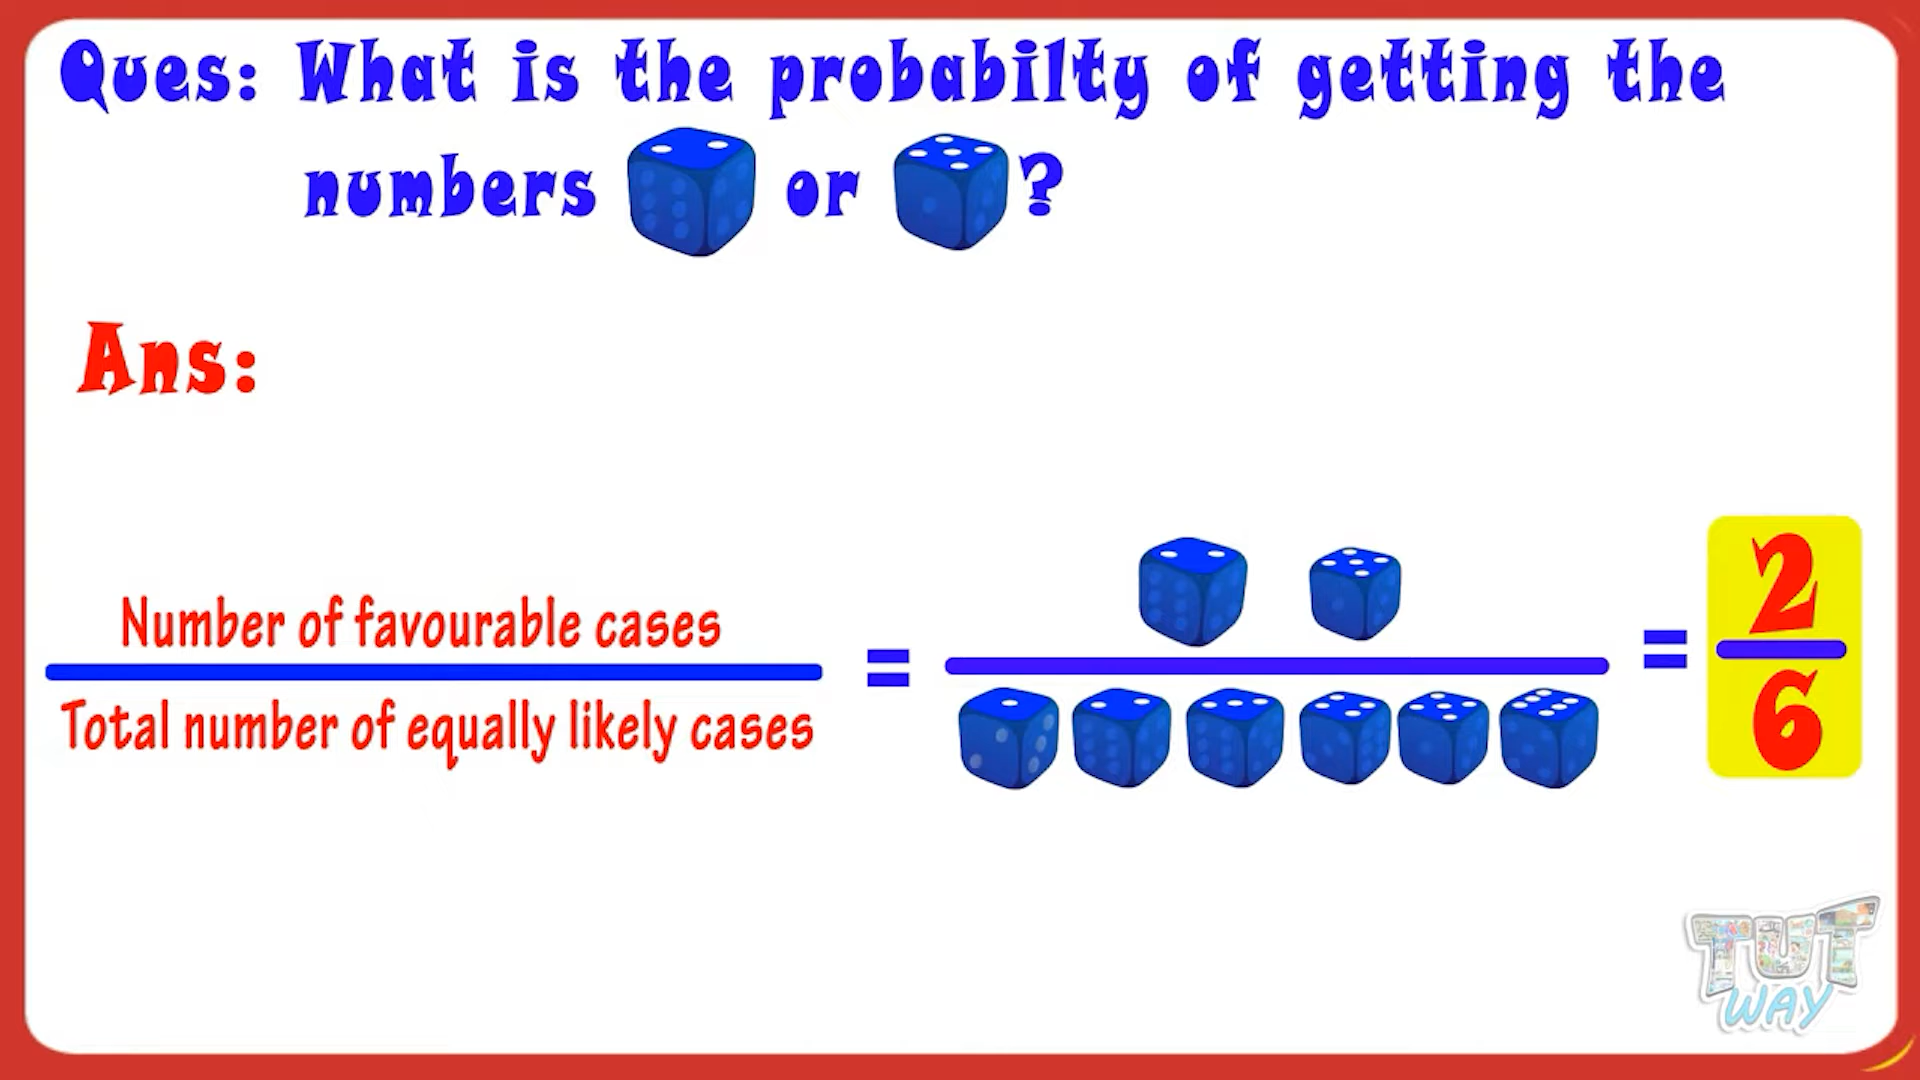 Ques: What is the probabilty of getting the
numbers or ?
Ans:
Number of favourable cases
Total number of equally likely cases
=
=
2
6
TUT
WAY